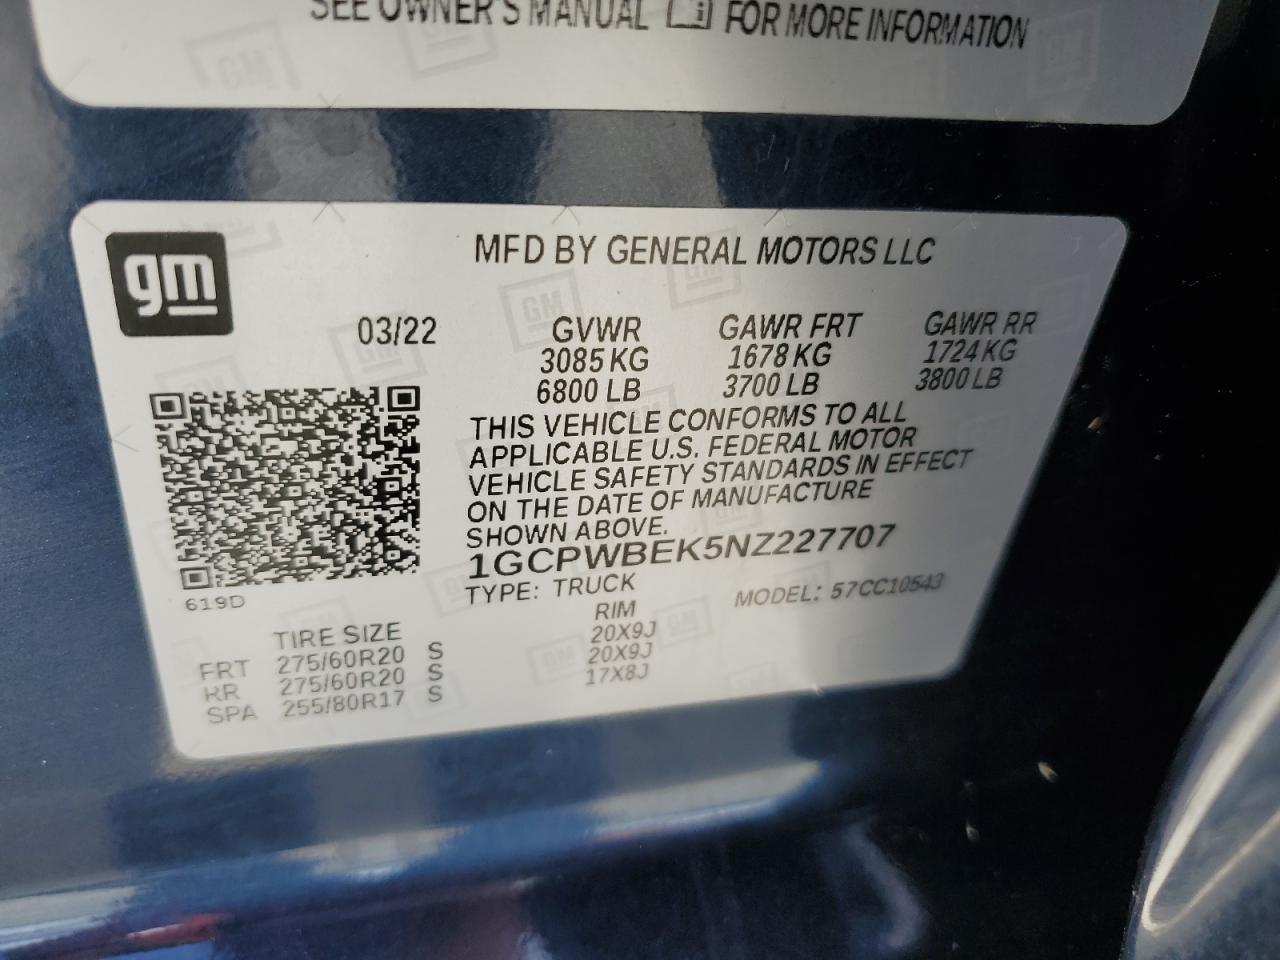 SEE OWNER'S MANUAL FOR MORE INFORMATION
gm
MFD BY GENERAL MOTORS LLC
03/22 GVWR GAWR FRT GAWR RR
3085 KG 1678 KG 1724 KG
6800 LB 3700 LB 3800 LB
THIS VEHICLE CONFORMS TO ALL
APPLICABLE U.S. FEDERAL MOTOR
VEHICLE SAFETY STANDARDS IN EFFECT
ON THE DATE OF MANUFACTURE
SHOWN ABOVE.
1GCPWBEK5NZ227707
TYPE: TRUCK MODEL: 57CC10543
619D
TIRE SIZE RIM
FRT 275/60R20 S 20X9J
RR 275/60R20 S 20X9J
SPA 255/80R17 S 17X8J